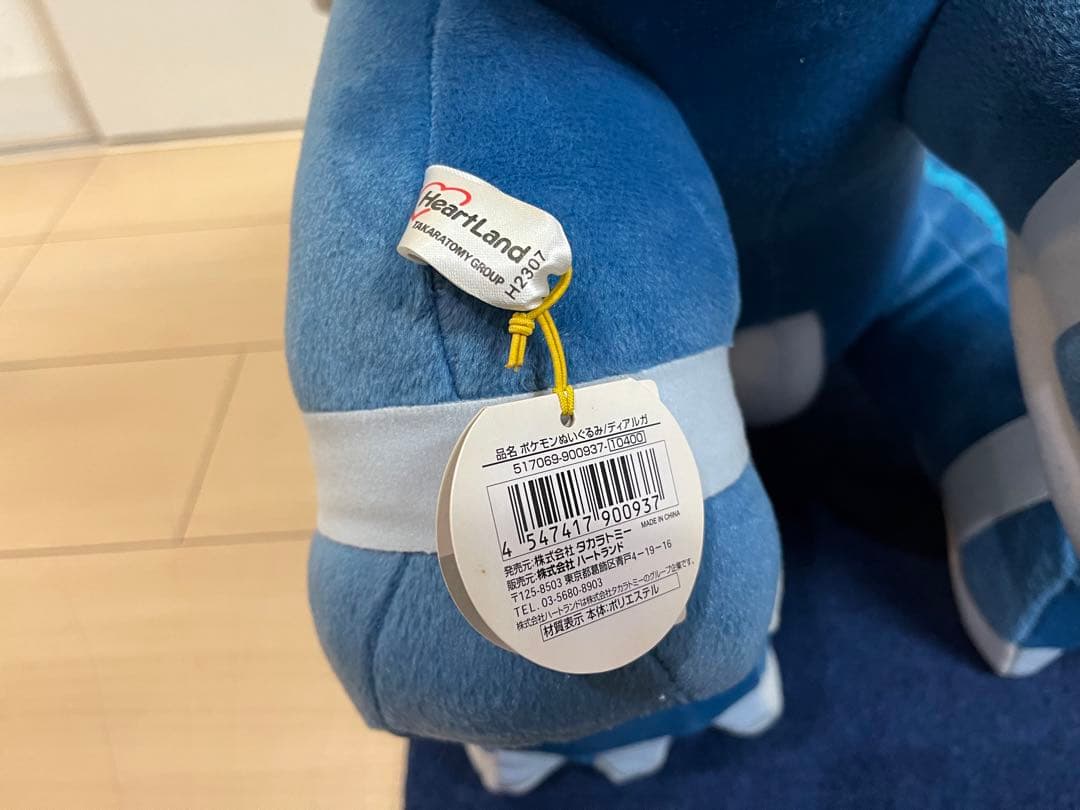 HeartLand
TAKARATOMY GROUP
H2307
品名 ポケモンぬいぐるみ/ディアルガ
517069-900937-10400
4 547417 900937
MADE IN CHINA
発売元:株式会社 タカラトミー
販売元:株式会社 ハートランド
〒125-8503 東京都葛飾区青戸4-19-16
TEL. 03-5680-8903
株式会社ハートランドは株式会社タカラトミーのグループ企業です。
材質表示 本体:ポリエステル